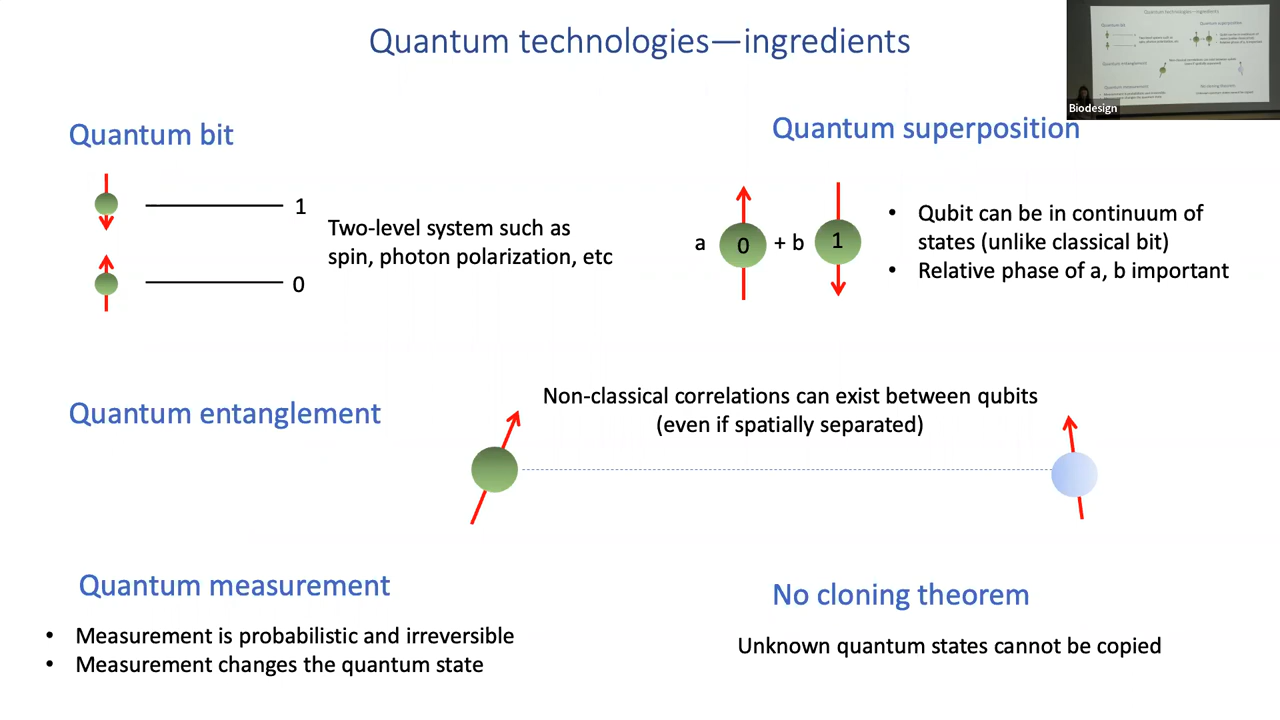 Quantum technologies—ingredients
Biodesign
Quantum bit
1
0
Two-level system such as
spin, photon polarization, etc
Quantum superposition
a 0 + b 1
• Qubit can be in continuum of
states (unlike classical bit)
• Relative phase of a, b important
Quantum entanglement
Non-classical correlations can exist between qubits
(even if spatially separated)
Quantum measurement
• Measurement is probabilistic and irreversible
• Measurement changes the quantum state
No cloning theorem
Unknown quantum states cannot be copied